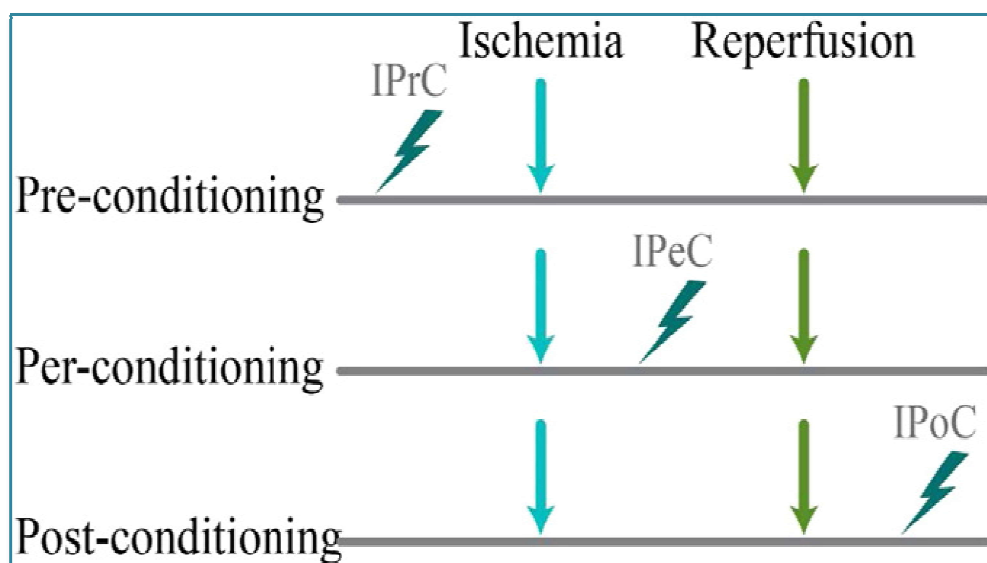 Ischemia Reperfusion
IPrC
Pre-conditioning
IPeC
Per-conditioning
IPoC
Post-conditioning